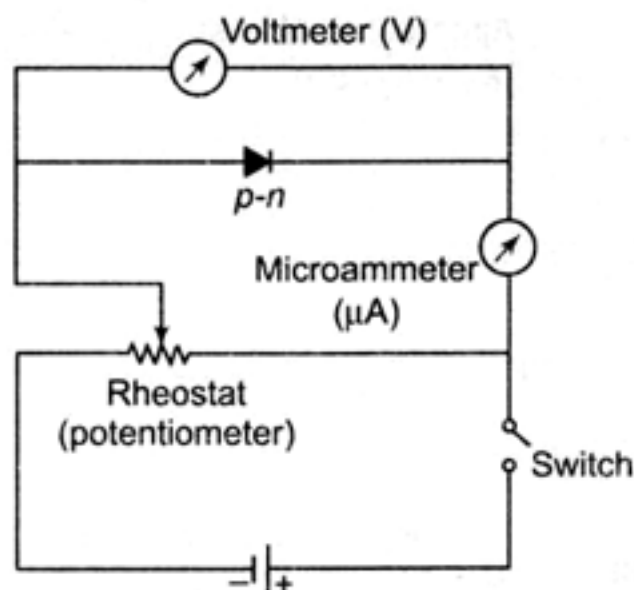 Voltmeter (V)
p-n
Microammeter
(μA)
Rheostat
(potentiometer)
Switch
– +